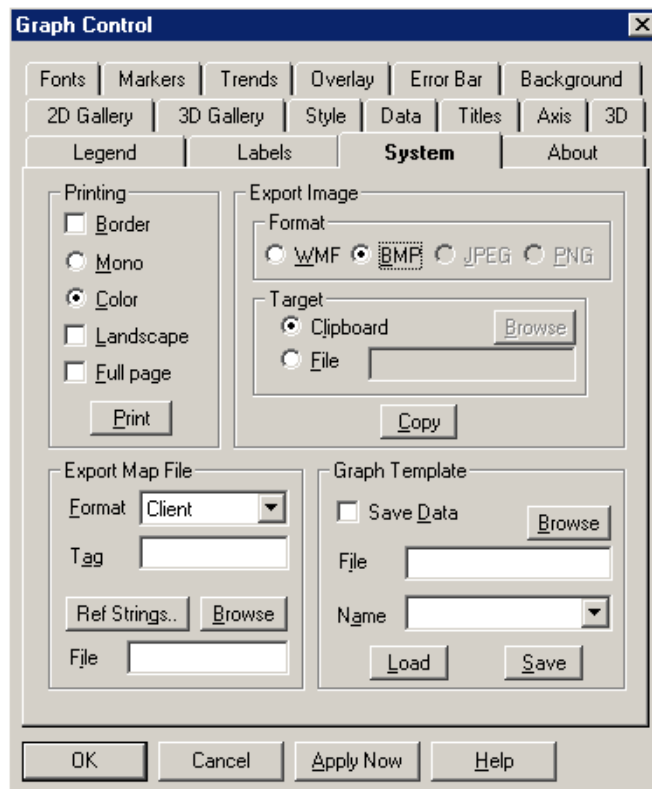 Graph Control
Fonts Markers Trends Overlay Error Bar Background
2D Gallery 3D Gallery Style Data Titles Axis 3D
Legend Labels System About
Printing
Border
Mono
Color
Landscape
Full page
Print
Export Image
Format
WMF BMP JPEG PNG
Target
Clipboard Browse
File
Copy
Export Map File
Format Client
Tag
Ref Strings.. Browse
File
Graph Template
Save Data Browse
File
Name
Load Save
OK Cancel Apply Now Help